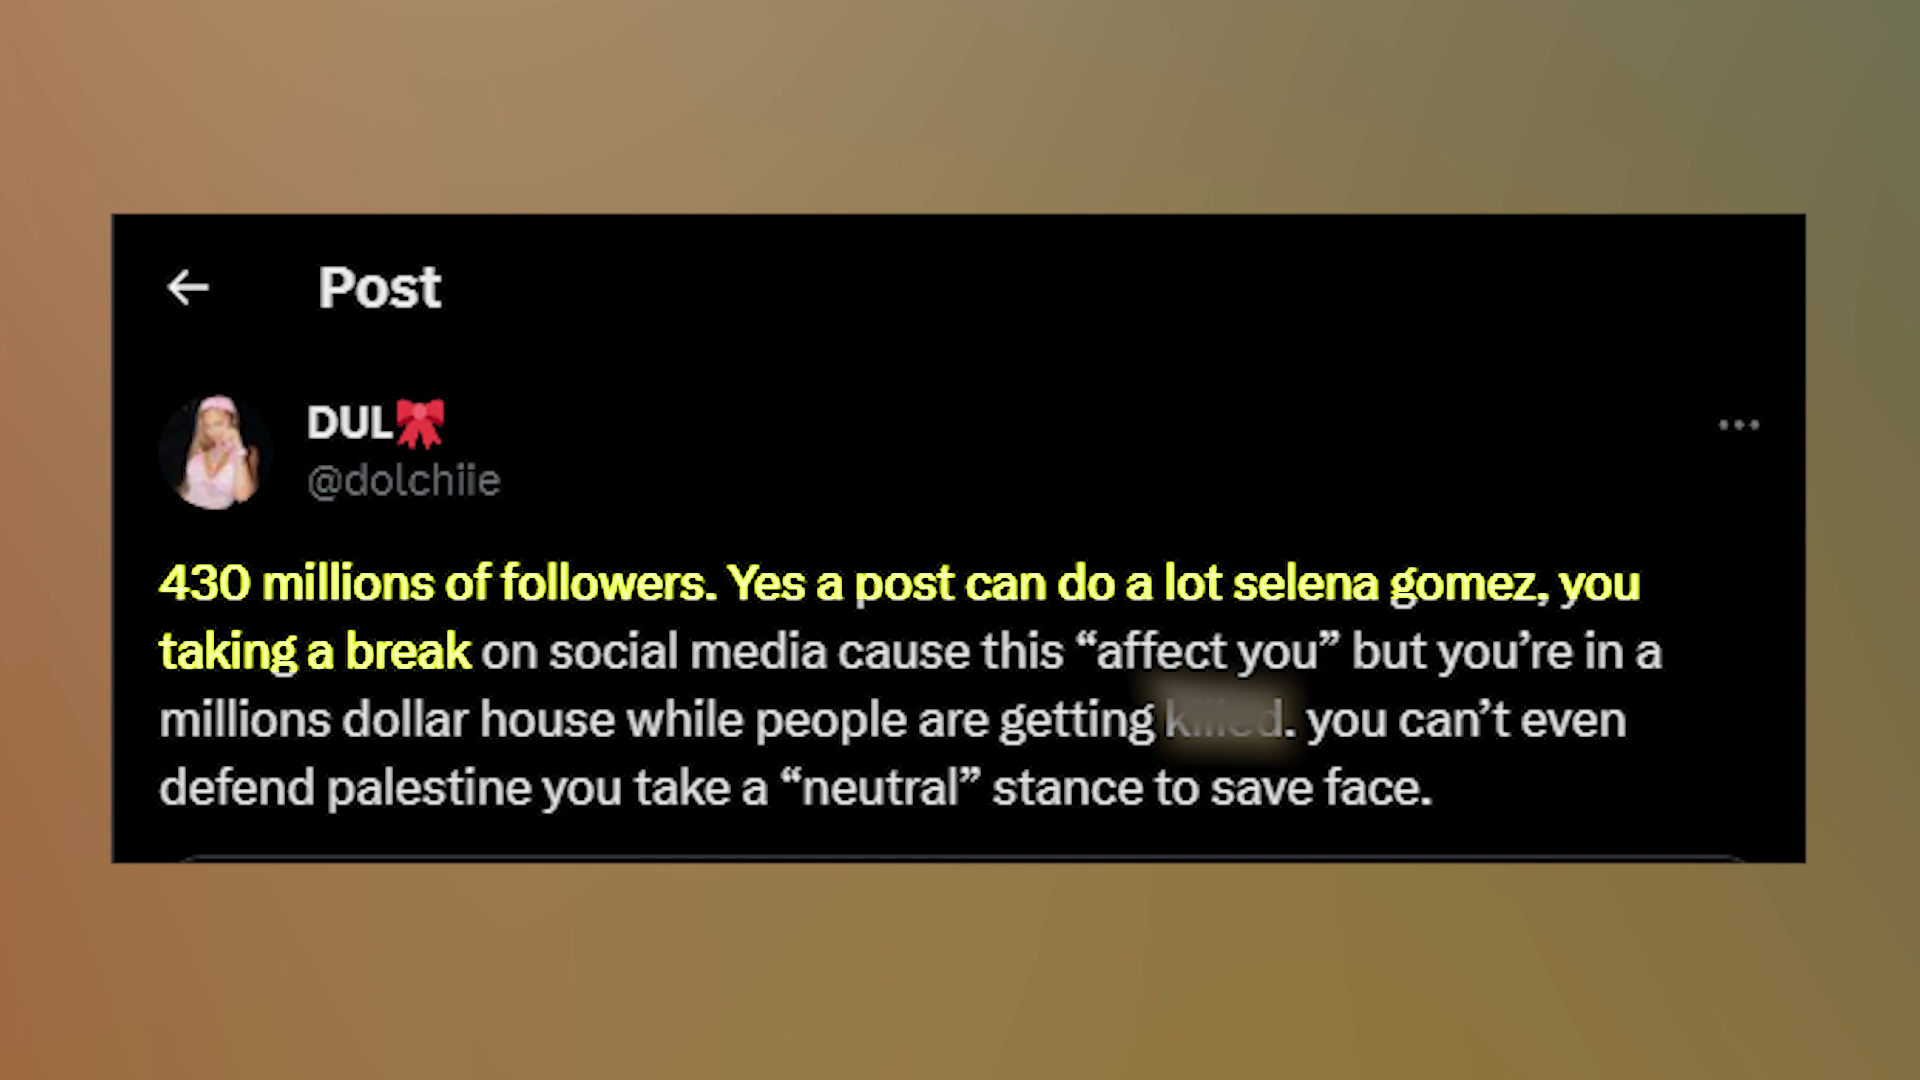 Post
DUL
@dolchiie
430 millions of followers. Yes a post can do a lot selena gomez, you
taking a break on social media cause this “affect you” but you’re in a
millions dollar house while people are getting killed. you can’t even
defend palestine you take a “neutral” stance to save face.